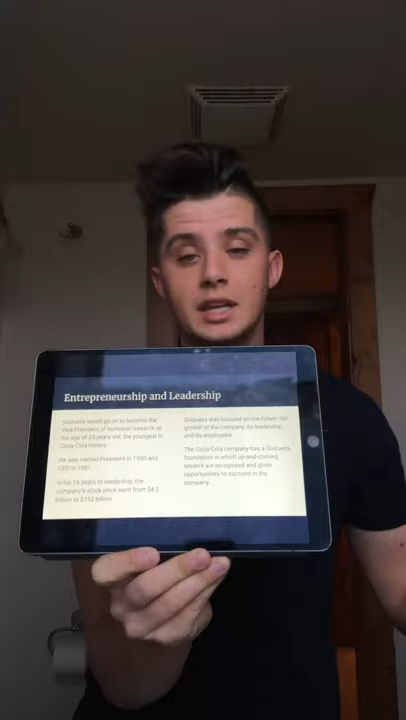 Entrepreneurship and Leadership
Goizueta would go on to become the
Vice President of technical research at
the age of 35 years old: the youngest in
Coca-Cola history.
He was named President in 1980 and
CEO in 1981.
In his 16 years of leadership, the
company's stock price went from $4.3
billion to $152 billion
Goizueta was focused on the future: the
growth of the company, its leadership,
and its employees
The Coca-Cola company has a Goizueta
foundation in which up-and-coming
leaders are recognized and given
opportunities to succeed in the
company.